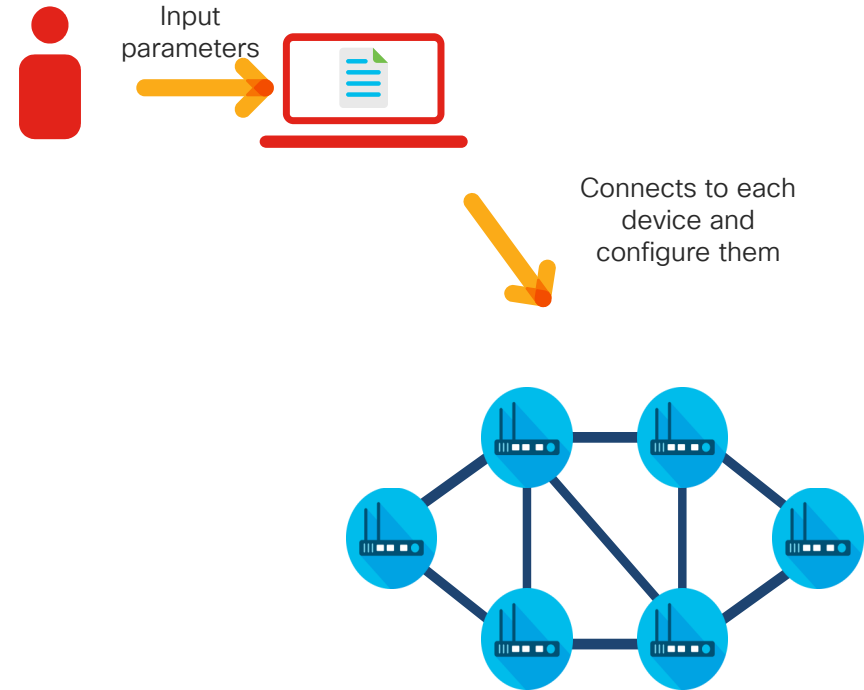 Input
parameters
Connects to each
device and
configure them